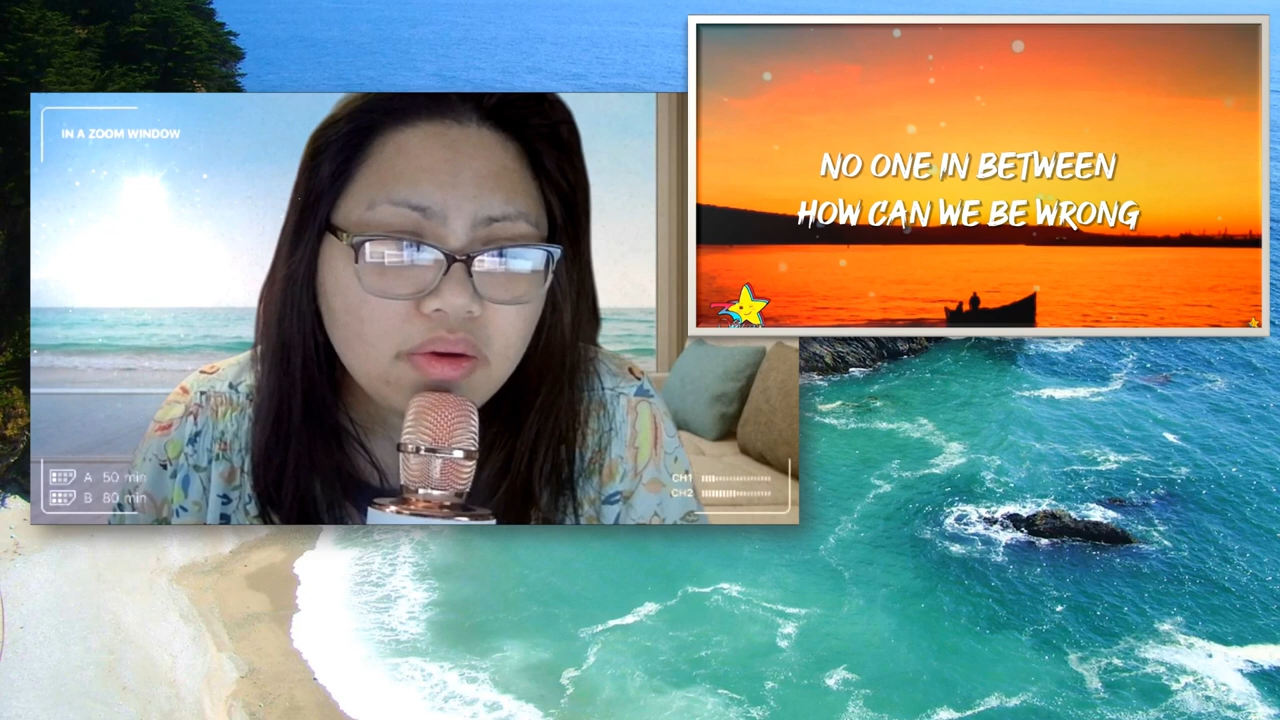 IN A ZOOM WINDOW
NO ONE IN BETWEEN
HOW CAN WE BE WRONG
A 50 min
B 80 min
CH1
CH2